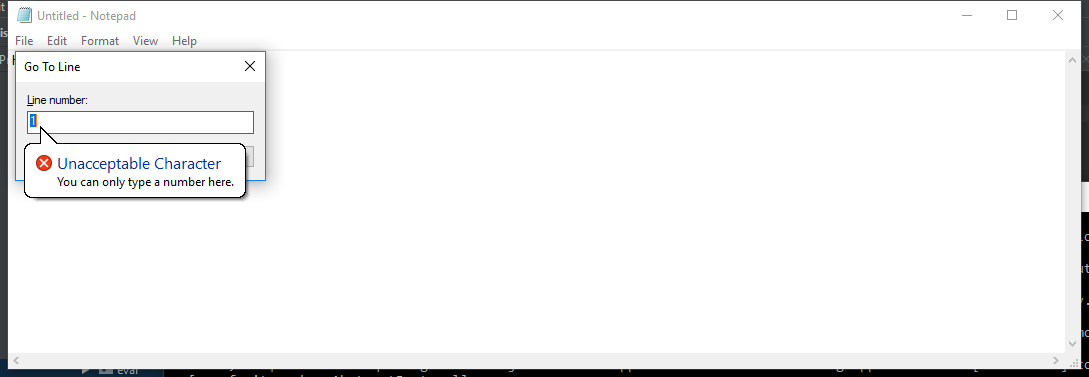 Untitled - Notepad
File Edit Format View Help
Go To Line
Line number:
1
Unacceptable Character
You can only type a number here.
eval